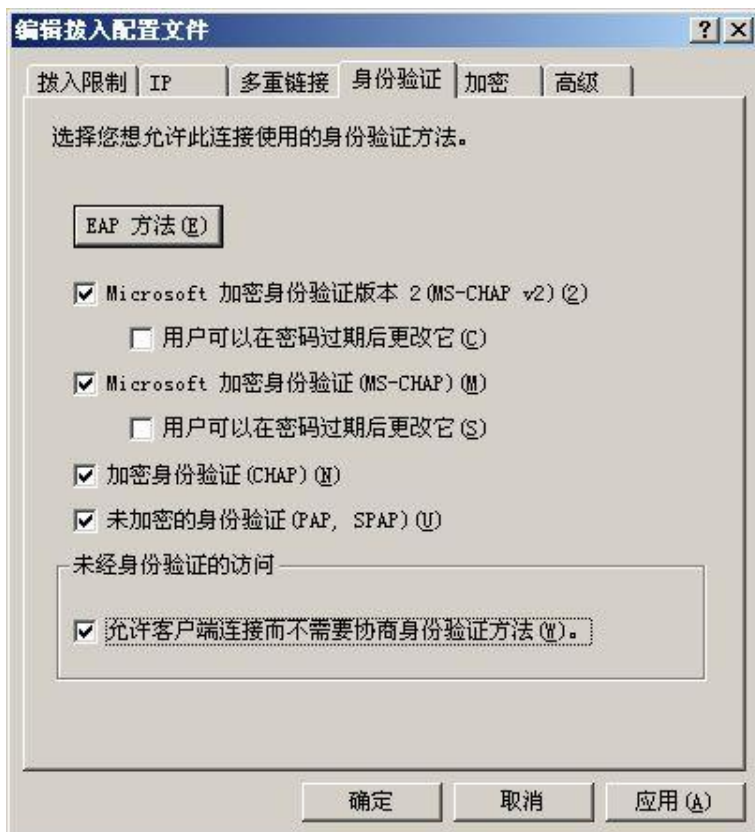 编辑拨入配置文件
拨入限制 IP 多重链接 身份验证 加密 高级
选择您想允许此连接使用的身份验证方法。
EAP 方法(E)
Microsoft 加密身份验证版本 2(MS-CHAP v2)(2)
用户可以在密码过期后更改它(C)
Microsoft 加密身份验证(MS-CHAP)(M)
用户可以在密码过期后更改它(S)
加密身份验证(CHAP)(N)
未加密的身份验证(PAP, SPAP)(U)
未经身份验证的访问
允许客户端连接而不需要协商身份验证方法(W)。
确定 取消 应用(A)